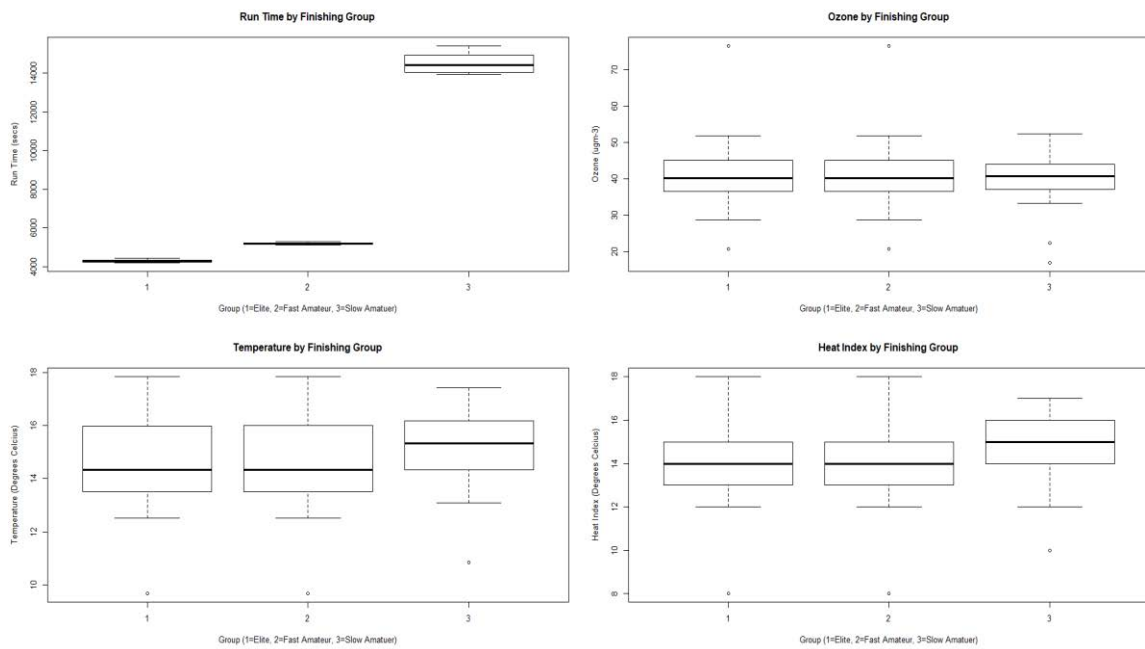 Run Time by Finishing Group
Run Time (secs)
14000
12000
10000
8000
6000
4000
1
2
3
Group (1=Elite, 2=Fast Amateur, 3=Slow Amatuer)
Ozone by Finishing Group
Ozone (ugm-3)
70
60
50
40
30
20
1
2
3
Group (1=Elite, 2=Fast Amateur, 3=Slow Amatuer)
Temperature by Finishing Group
Temperature (Degrees Celcius)
18
16
14
12
10
1
2
3
Group (1=Elite, 2=Fast Amateur, 3=Slow Amatuer)
Heat Index by Finishing Group
Heat Index (Degrees Celcius)
18
16
14
12
10
8
1
2
3
Group (1=Elite, 2=Fast Amateur, 3=Slow Amatuer)